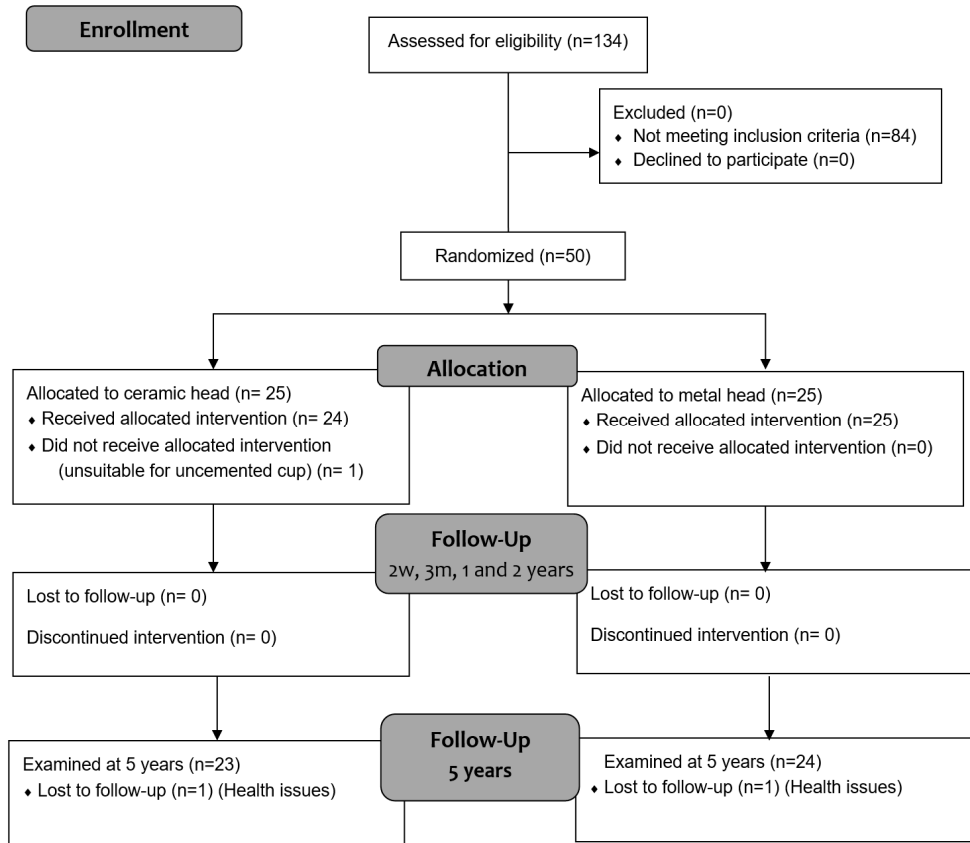 Enrollment
Assessed for eligibility (n=134)
Excluded (n=0)
♦ Not meeting inclusion criteria (n=84)
♦ Declined to participate (n=0)
Randomized (n=50)
Allocation
Allocated to ceramic head (n= 25)
♦ Received allocated intervention (n= 24)
♦ Did not receive allocated intervention
(unsuitable for uncemented cup) (n= 1)
Allocated to metal head (n=25)
♦ Received allocated intervention (n=25)
♦ Did not receive allocated intervention (n=0)
Follow-Up
2w, 3m, 1 and 2 years
Lost to follow-up (n= 0)
Discontinued intervention (n= 0)
Lost to follow-up (n= 0)
Discontinued intervention (n= 0)
Follow-Up
5 years
Examined at 5 years (n=23)
♦ Lost to follow-up (n=1) (Health issues)
Examined at 5 years (n=24)
♦ Lost to follow-up (n=1) (Health issues)